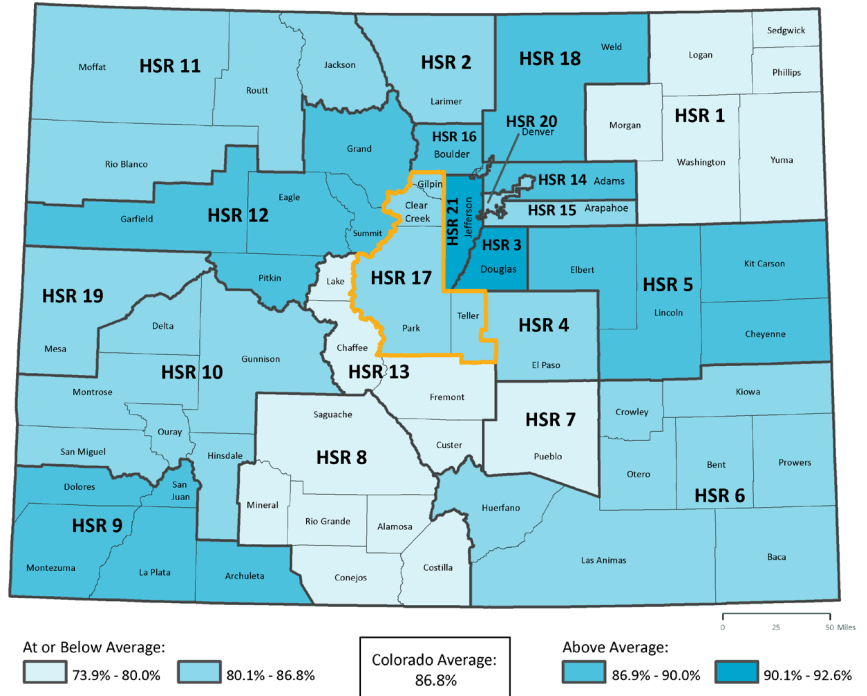 Sedgwick
HSR 11
HSR 2
HSR 18
Weld
Logan
Moffat
Jackson
Phillips
Routt
Larimer
HSR 1
HSR 20
Denver
Morgan
HSR 16
Boulder
Grand
Washington
Yuma
Rio Blanco
Gilpin
HSR 14 Adams
Eagle
Clear
Creek
HSR 21
Jefferson
HSR 15 Arapahoe
Garfield
HSR 12
Summit
HSR 3
Douglas
Elbert
Kit Carson
HSR 17
Pitkin
Lake
HSR 5
HSR 19
Lincoln
Teller
Park
HSR 4
Delta
Cheyenne
Mesa
Chaffee
Gunnison
El Paso
HSR 10
HSR 13
Montrose
Fremont
Kiowa
Saguache
HSR 7
Crowley
Ouray
Custer
San Miguel
Hinsdale
HSR 8
Pueblo
Bent
Prowers
Otero
Dolores
San
Juan
HSR 6
Mineral
Huerfano
HSR 9
Rio Grande
Alamosa
Las Animas
Baca
Montezuma
La Plata
Archuleta
Conejos
Costilla
0 25 50 Miles
At or Below Average:
73.9% - 80.0%
80.1% - 86.8%
Colorado Average:
86.8%
Above Average:
86.9% - 90.0%
90.1% - 92.6%